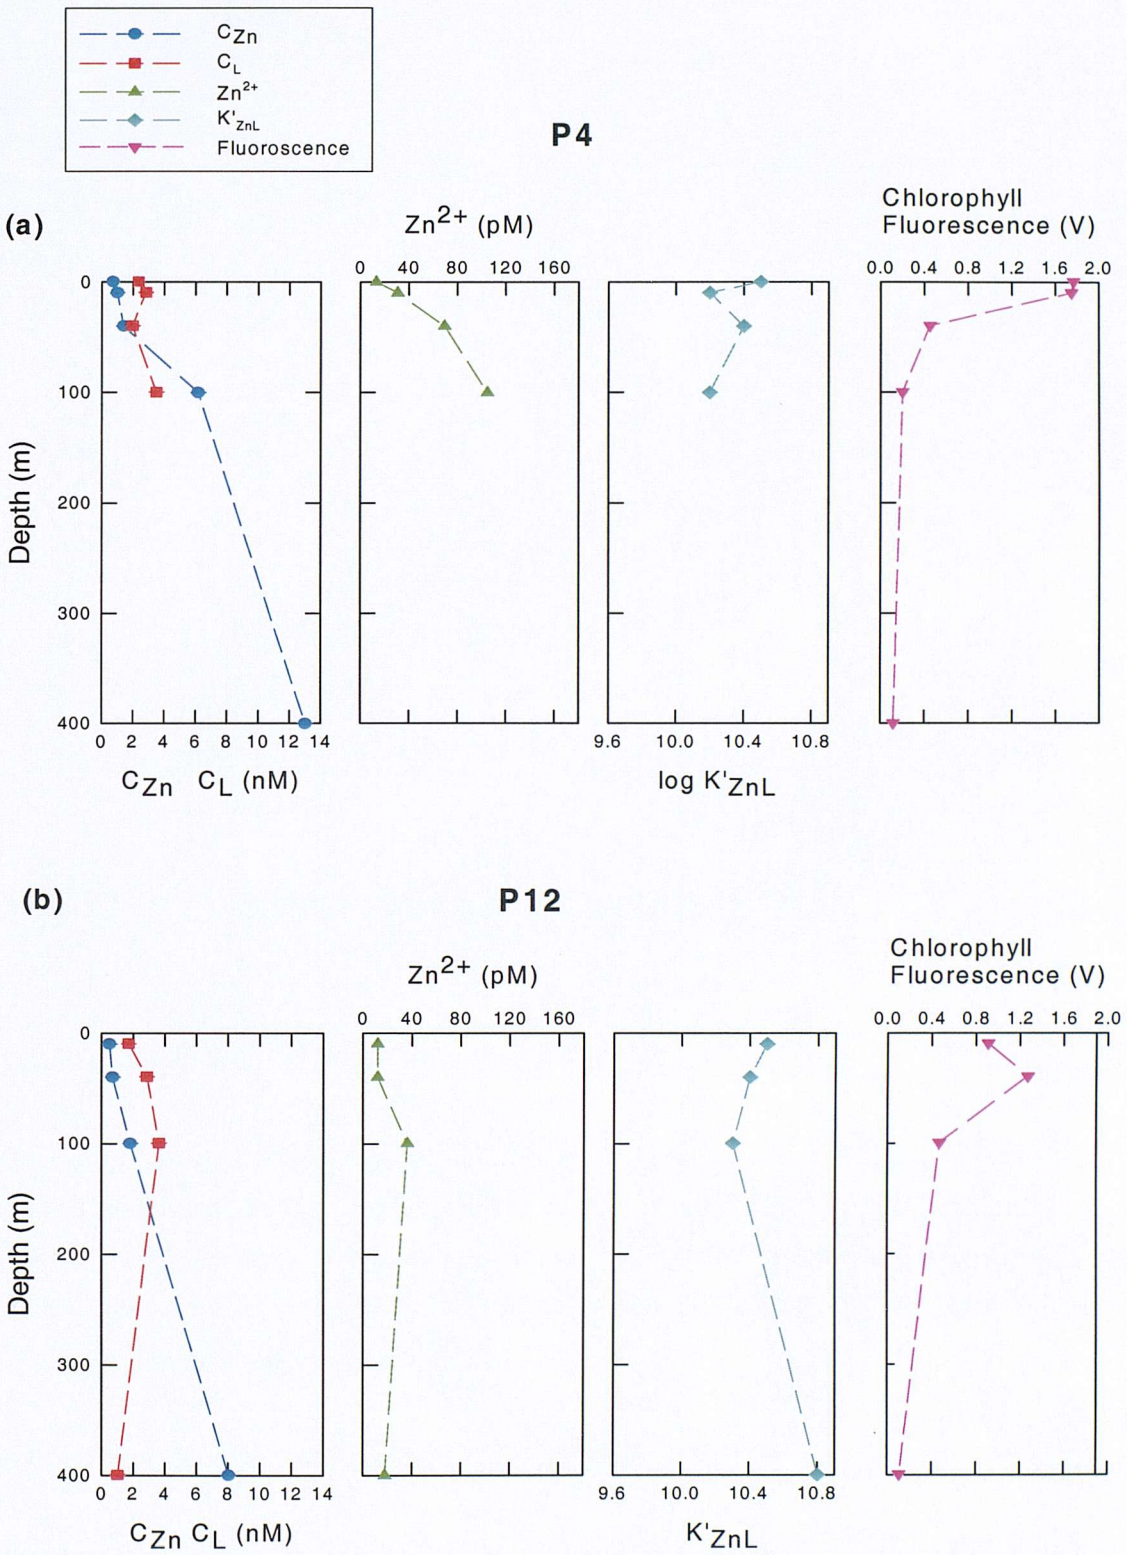 C Zn
C L
Zn2+
K' ZnL
Fluoroscence
P4
(a)
Zn2+ (pM)
Chlorophyll
Fluorescence (V)
0 40 80 120 160
0.0 0.4 0.8 1.2 1.6 2.0
0
100
200
300
400
Depth (m)
0 2 4 6 8 10 12 14
9.6 10.0 10.4 10.8
CZn CL (nM)
log K'ZnL
(b)
P12
Zn2+ (pM)
Chlorophyll
Fluorescence (V)
0 40 80 120 160
0.0 0.4 0.8 1.2 1.6 2.0
0
100
200
300
400
Depth (m)
0 2 4 6 8 10 12 14
9.6 10.0 10.4 10.8
CZn CL (nM)
K'ZnL